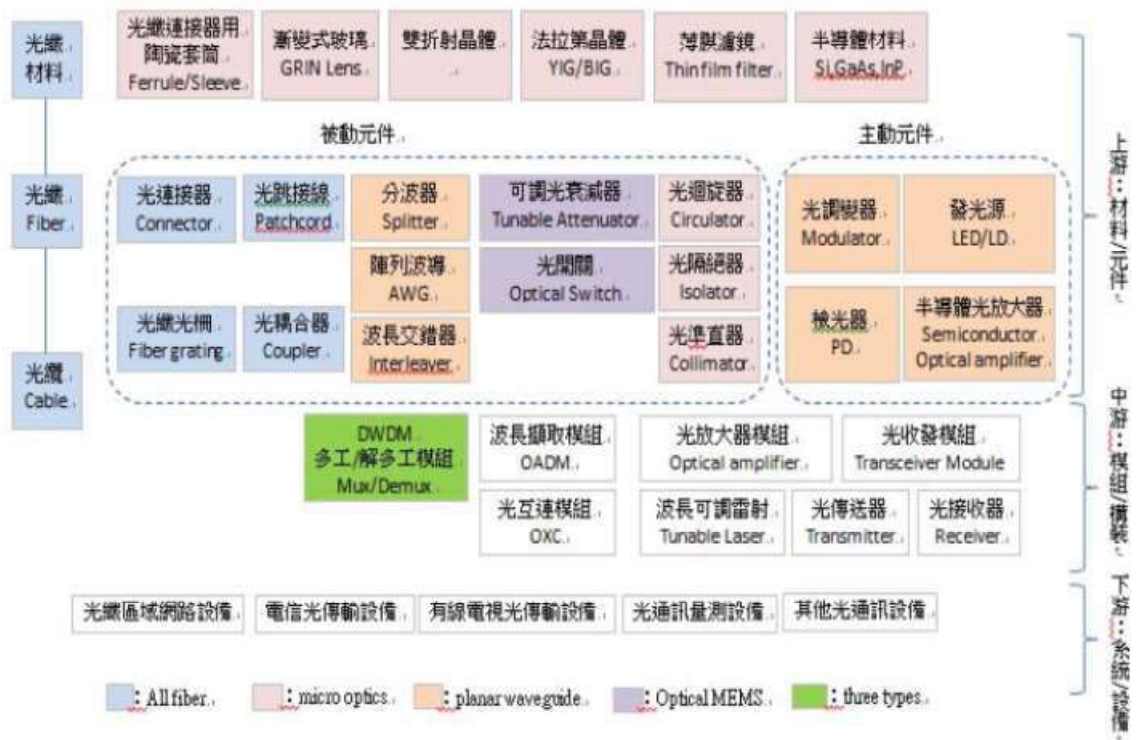 光纖
材料
光纖連接器用
陶瓷套筒
Ferrule/Sleeve
漸變式玻璃
GRIN Lens
雙折射晶體
法拉第晶體
YIG/BIG
薄膜濾鏡
Thin film filter
半導體材料
Si,GaAs,InP
被動元件
主動元件
光纖
Fiber
光連接器
Connector
光跳接線
Patchcord
分波器
Splitter
可調光衰減器
Tunable Attenuator
光迴旋器
Circulator
光調變器
Modulator
發光源
LED/LD
陣列波導
AWG
光開關
Optical Switch
光隔絕器
Isolator
光纖光柵
Fiber grating
光耦合器
Coupler
波長交錯器
Interleaver
光準直器
Collimator
檢光器
PD
半導體光放大器
Semiconductor
Optical amplifier
光纜
Cable
上游:材料/元件
DWDM
多工/解多工模組
Mux/Demux
波長擷取模組
OADM
光放大器模組
Optical amplifier
光收發模組
Transceiver Module
光互連模組
OXC
波長可調雷射
Tunable Laser
光傳送器
Transmitter
光接收器
Receiver
中游:模組/構裝
光纖區域網路設備
電信光傳輸設備
有線電視光傳輸設備
光通訊量測設備
其他光通訊設備
下游:系統/設備
:All fiber
:micro optics
:planar waveguide
:Optical MEMS
:three types